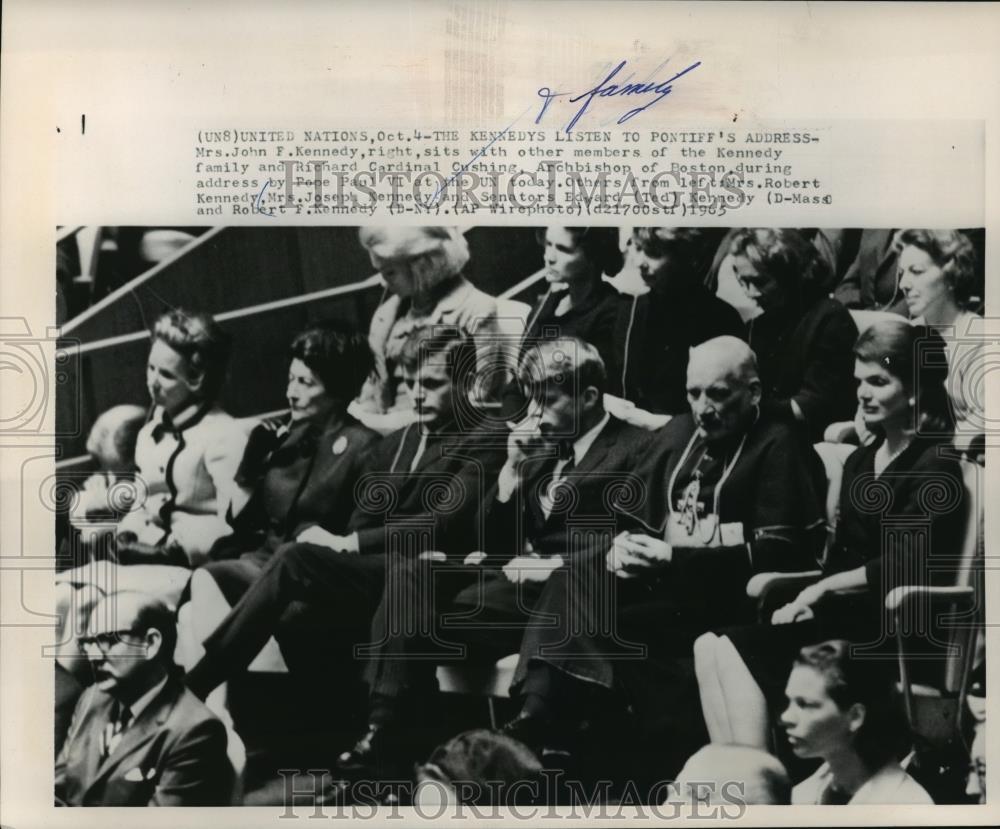 & family
(UN8)UNITED NATIONS,Oct.4-THE KENNEDYS LISTEN TO PONTIFF'S ADDRESS-
Mrs.John F.Kennedy,right,sits with other members of the Kennedy
family and Richard Cardinal Cushing, Archbishop of Boston,during
address by Pope Paul VI at the UN today.Others from left:Mrs.Robert
Kennedy,Mrs.Joseph Kennedy and Senators Edward (Ted) Kennedy (D-Mass
and Robert F.Kennedy (D-NY).(AP Wirephoto)(d21700stf)1965
HISTORIC IMAGES
HISTORIC IMAGES